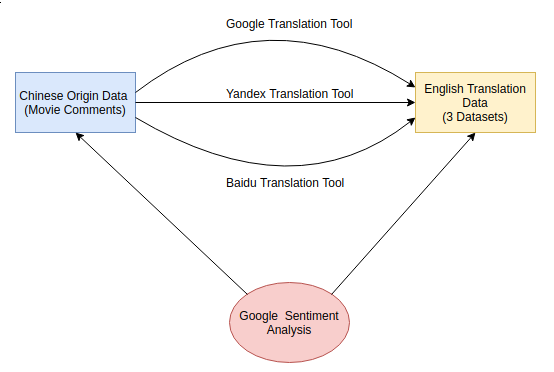 Google Translation Tool
Chinese Origin Data
(Movie Comments)
Yandex Translation Tool
English Translation
Data
(3 Datasets)
Baidu Translation Tool
Google  Sentiment
Analysis